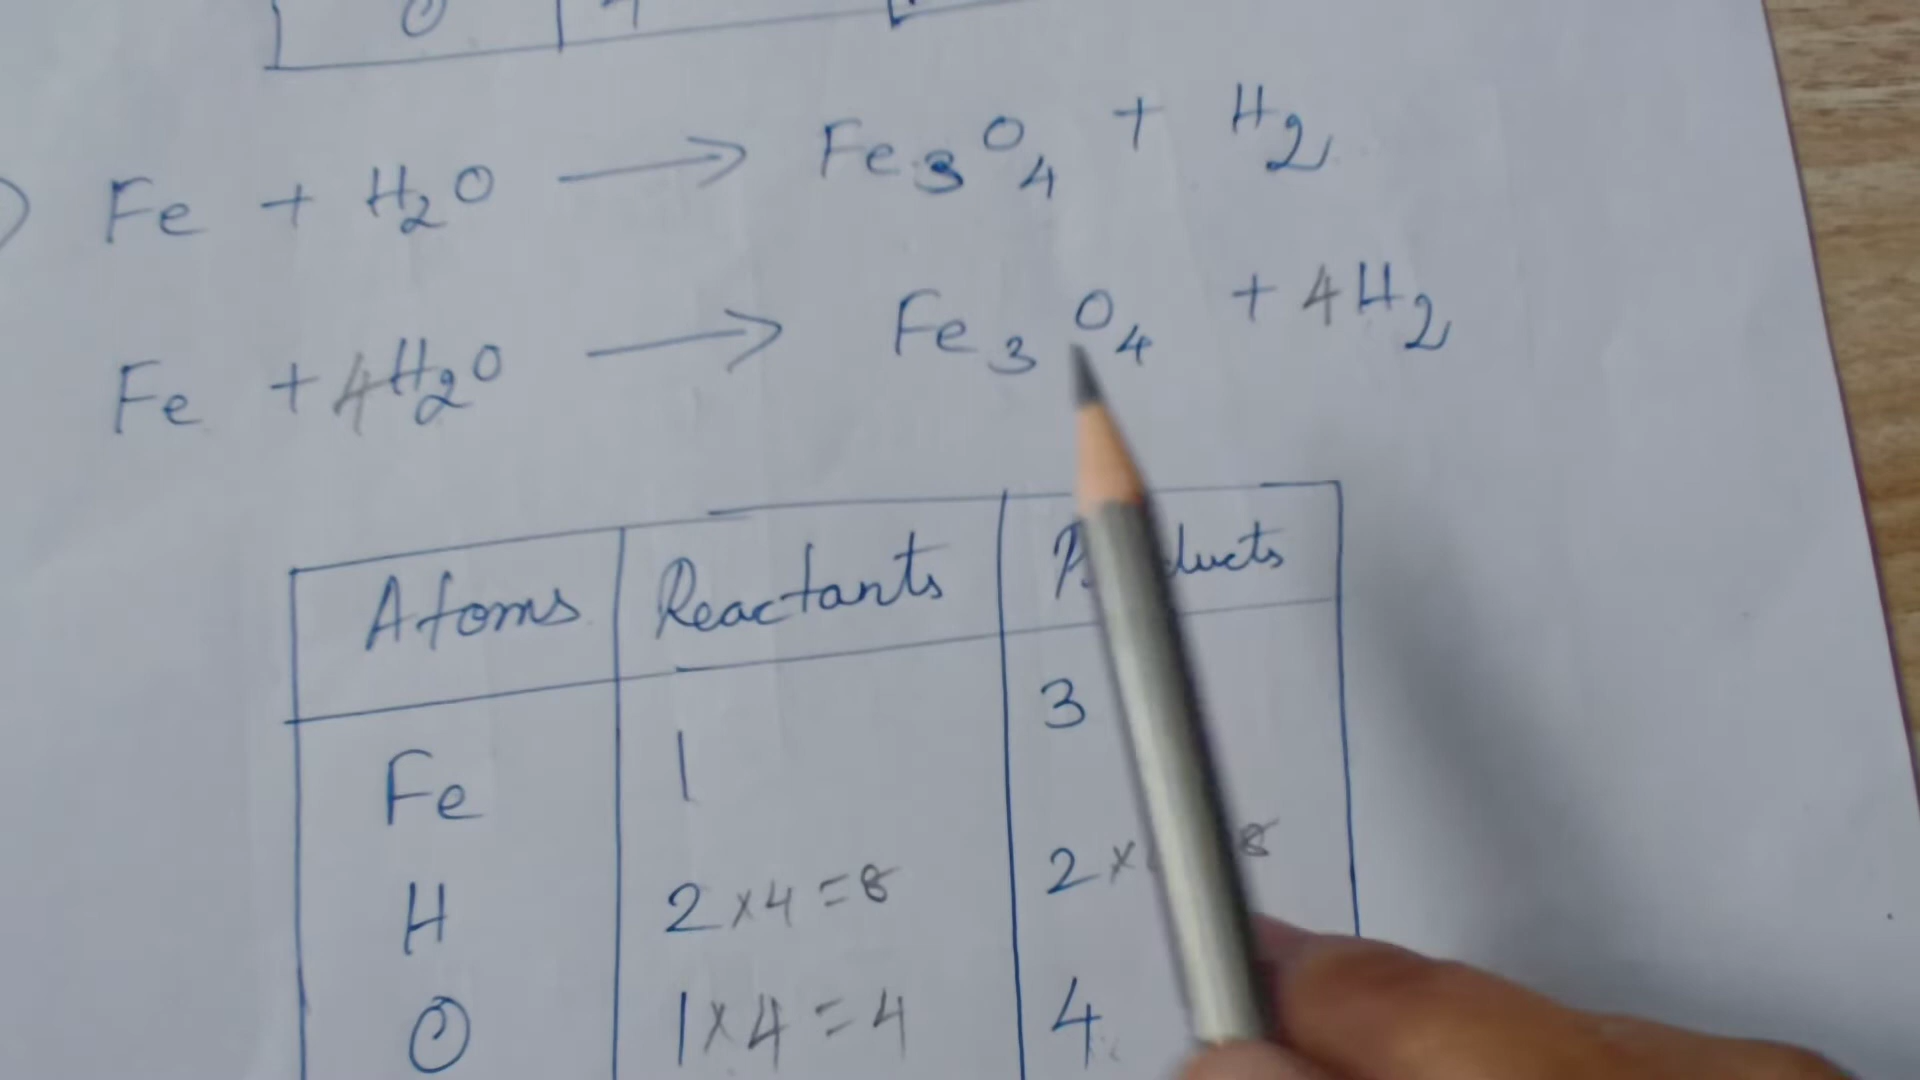 ) Fe + H₂O → Fe₃O₄ + H₂
Fe + 4H₂O → Fe₃O₄ + 4H₂
Atoms Reactants
Fe 1 3
H 2×4=8 2× 8
O 1×4=4 4